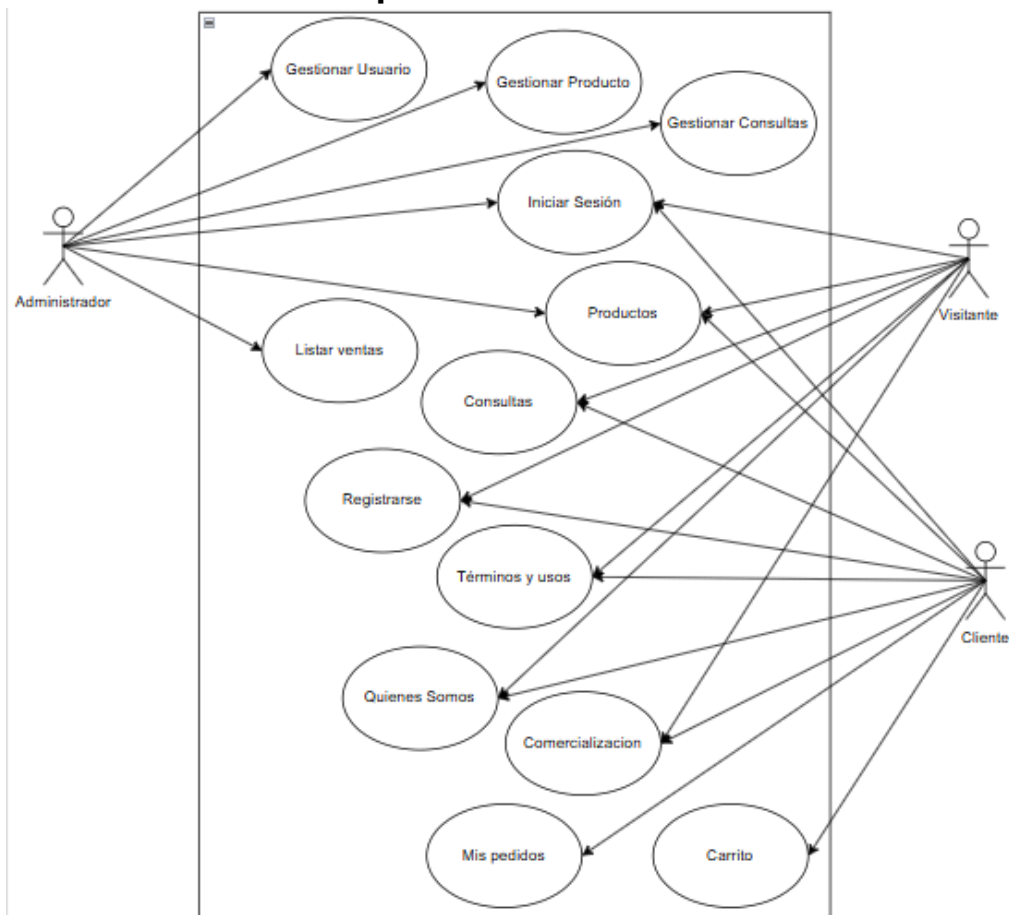 Gestionar Usuario
Gestionar Producto
Gestionar Consultas
Iniciar Sesión
Administrador
Productos
Visitante
Listar ventas
Consultas
Registrarse
Términos y usos
Cliente
Quienes Somos
Comercializacion
Mis pedidos
Carrito